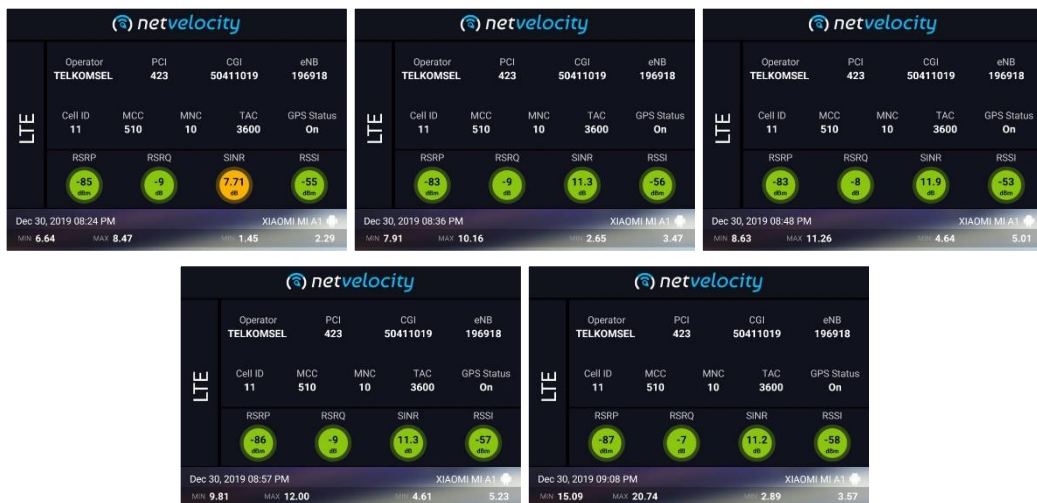 netvelocity
Operator PCI CGI eNB
TELKOMSEL 423 50411019 196918
Cell ID MCC MNC TAC GPS Status
11 510 10 3600 On
LTE
RSRP RSRQ SINR RSSI
-85 -9 7.71 -55
dBm dB dB dBm
Dec 30, 2019 08:24 PM XIAOMI MI A1
MIN 6.64 MAX 8.47 MIN 1.45 2.29
netvelocity
Operator PCI CGI eNB
TELKOMSEL 423 50411019 196918
Cell ID MCC MNC TAC GPS Status
11 510 10 3600 On
LTE
RSRP RSRQ SINR RSSI
-83 -9 11.3 -56
dBm dB dB dBm
Dec 30, 2019 08:36 PM XIAOMI MI A1
MIN 7.91 MAX 10.16 MIN 2.65 3.47
netvelocity
Operator PCI CGI eNB
TELKOMSEL 423 50411019 196918
Cell ID MCC MNC TAC GPS Status
11 510 10 3600 On
LTE
RSRP RSRQ SINR RSSI
-83 -8 11.9 -53
dBm dB dB dBm
Dec 30, 2019 08:48 PM XIAOMI MI A1
MIN 8.63 MAX 11.26 MIN 4.64 5.01
netvelocity
Operator PCI CGI eNB
TELKOMSEL 423 50411019 196918
Cell ID MCC MNC TAC GPS Status
11 510 10 3600 On
LTE
RSRP RSRQ SINR RSSI
-86 -9 11.3 -57
dBm dB dB dBm
Dec 30, 2019 08:57 PM XIAOMI MI A1
MIN 9.81 MAX 12.00 MIN 4.61 5.23
netvelocity
Operator PCI CGI eNB
TELKOMSEL 423 50411019 196918
Cell ID MCC MNC TAC GPS Status
11 510 10 3600 On
LTE
RSRP RSRQ SINR RSSI
-87 -7 11.2 -58
dBm dB dB dBm
Dec 30, 2019 09:08 PM XIAOMI MI A1
MIN 15.09 MAX 20.74 MIN 2.89 3.57